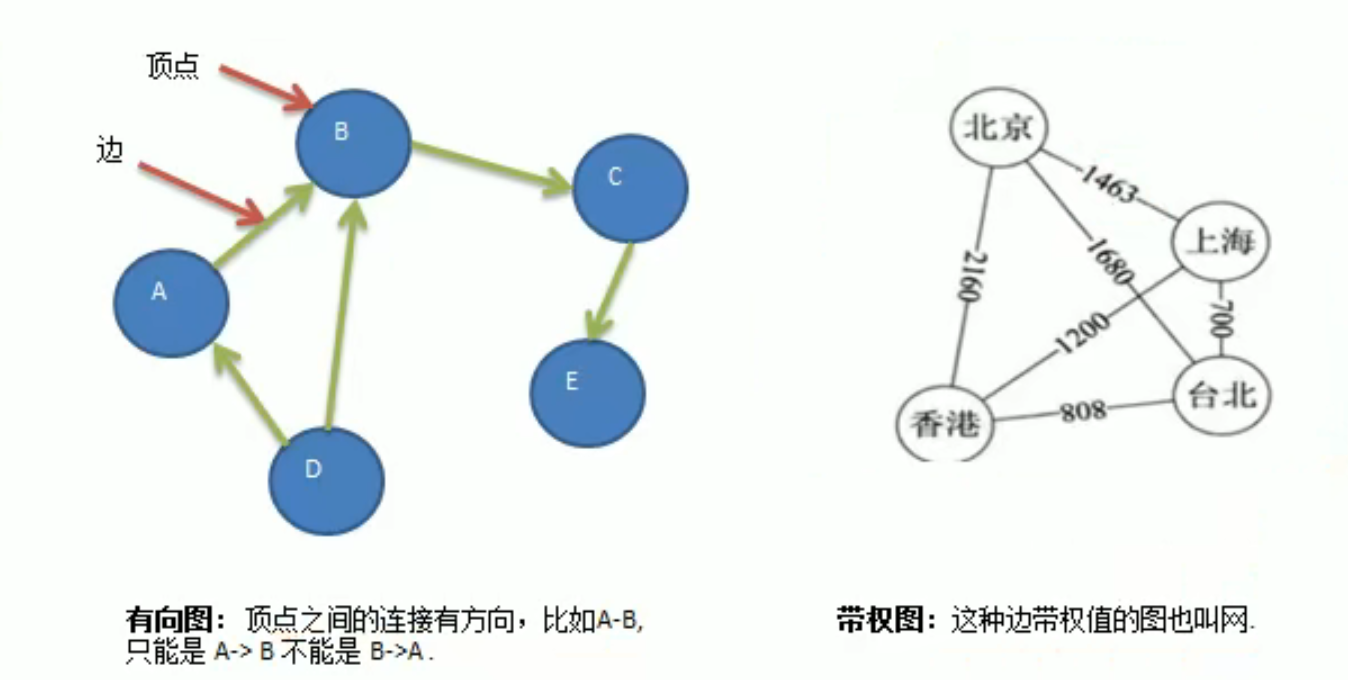 顶点
边
B
C
A
E
D
有向图：顶点之间的连接有方向，比如A-B,
只能是 A-> B 不能是 B->A .
北京
1463
上海
2160
1680
1200
700
香港
808
台北
带权图：这种边带权值的图也叫网.